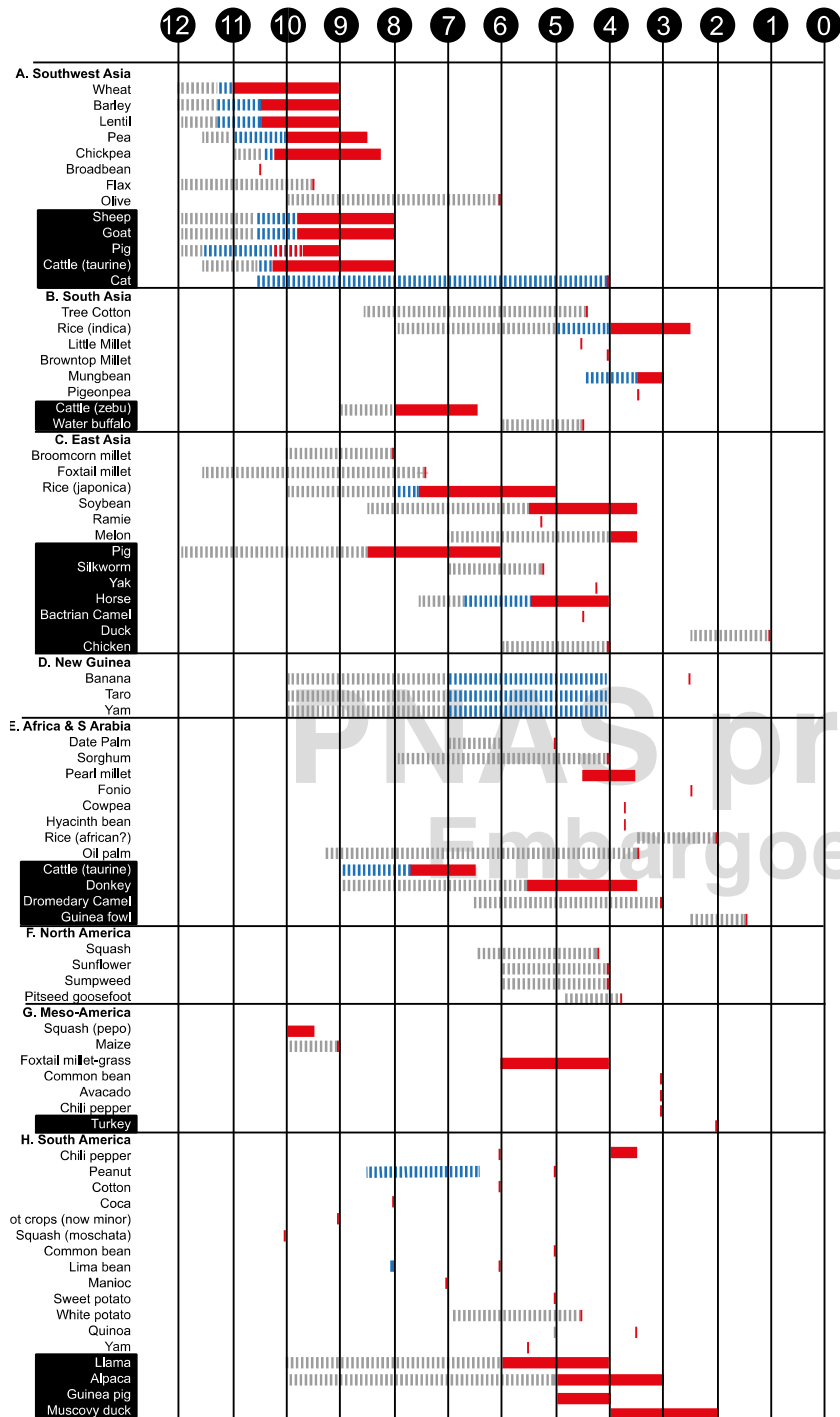 12 11 10 9 8 7 6 5 4 3 2 1 0
A. Southwest Asia
Wheat
Barley
Lentil
Pea
Chickpea
Broadbean
Flax
Olive
Sheep
Goat
Pig
Cattle (taurine)
Cat
B. South Asia
Tree Cotton
Rice (indica)
Little Millet
Browntop Millet
Mungbean
Pigeonpea
Cattle (zebu)
Water buffalo
C. East Asia
Broomcorn millet
Foxtail millet
Rice (japonica)
Soybean
Ramie
Melon
Pig
Silkworm
Yak
Horse
Bactrian Camel
Duck
Chicken
D. New Guinea
Banana
Taro
Yam
PNAS pr
E. Africa & S Arabia
Date Palm
Sorghum
Pearl millet
Fonio
Cowpea
Hyacinth bean
Rice (african?)
Embargoe
Oil palm
Cattle (taurine)
Donkey
Dromedary Camel
Guinea fowl
F. North America
Squash
Sunflower
Sumpweed
Pitseed goosefoot
G. Meso-America
Squash (pepo)
Maize
Foxtail millet-grass
Common bean
Avacado
Chili pepper
Turkey
H. South America
Chili pepper
Peanut
Cotton
Coca
ot crops (now minor)
Squash (moschata)
Common bean
Lima bean
Manioc
Sweet potato
White potato
Quinoa
Yam
Llama
Alpaca
Guinea pig
Muscovy duck